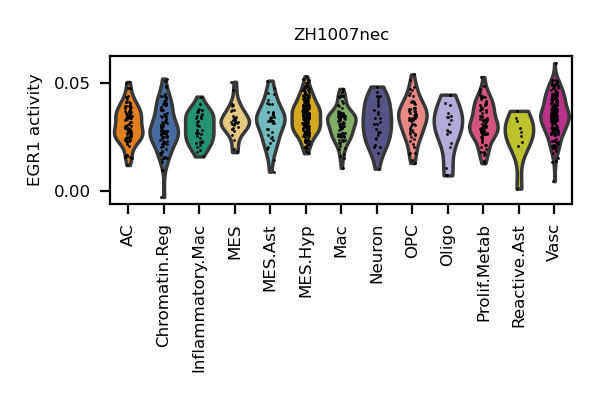 ZH1007nec
EGR1 activity
0.05
0.00
AC
Chromatin.Reg
Inflammatory.Mac
MES
MES.Ast
MES.Hyp
Mac
Neuron
OPC
Oligo
Prolif.Metab
Reactive.Ast
Vasc